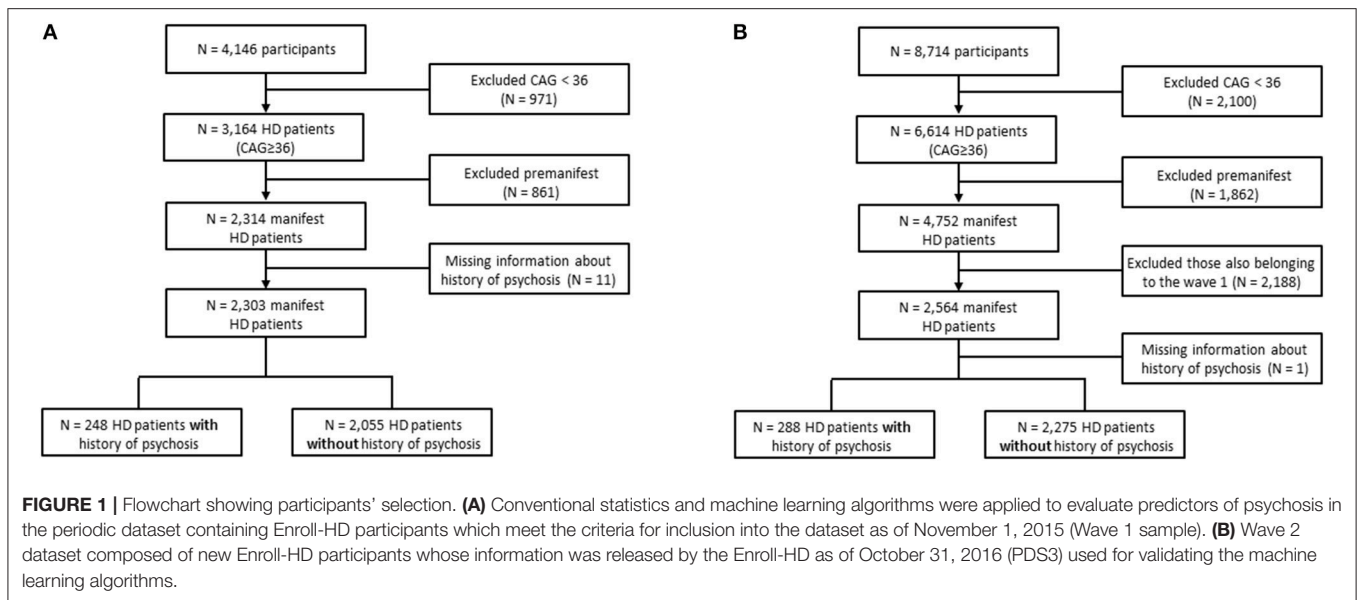 A
N = 4,146 participants
Excluded CAG < 36
(N = 971)
N = 3,164 HD patients
(CAG≥36)
Excluded premanifest
(N = 861)
N = 2,314 manifest
HD patients
Missing information about
history of psychosis (N = 11)
N = 2,303 manifest
HD patients
N = 248 HD patients with
history of psychosis
N = 2,055 HD patients
without history of psychosis
B
N = 8,714 participants
Excluded CAG < 36
(N = 2,100)
N = 6,614 HD patients
(CAG≥36)
Excluded premanifest
(N = 1,862)
N = 4,752 manifest
HD patients
Excluded those also belonging
to the wave 1 (N = 2,188)
N = 2,564 manifest
HD patients
Missing information about
history of psychosis (N = 1)
N = 288 HD patients with
history of psychosis
N = 2,275 HD patients
without history of psychosis
FIGURE 1 | Flowchart showing participants' selection. (A) Conventional statistics and machine learning algorithms were applied to evaluate predictors of psychosis in
the periodic dataset containing Enroll-HD participants which meet the criteria for inclusion into the dataset as of November 1, 2015 (Wave 1 sample). (B) Wave 2
dataset composed of new Enroll-HD participants whose information was released by the Enroll-HD as of October 31, 2016 (PDS3) used for validating the machine
learning algorithms.